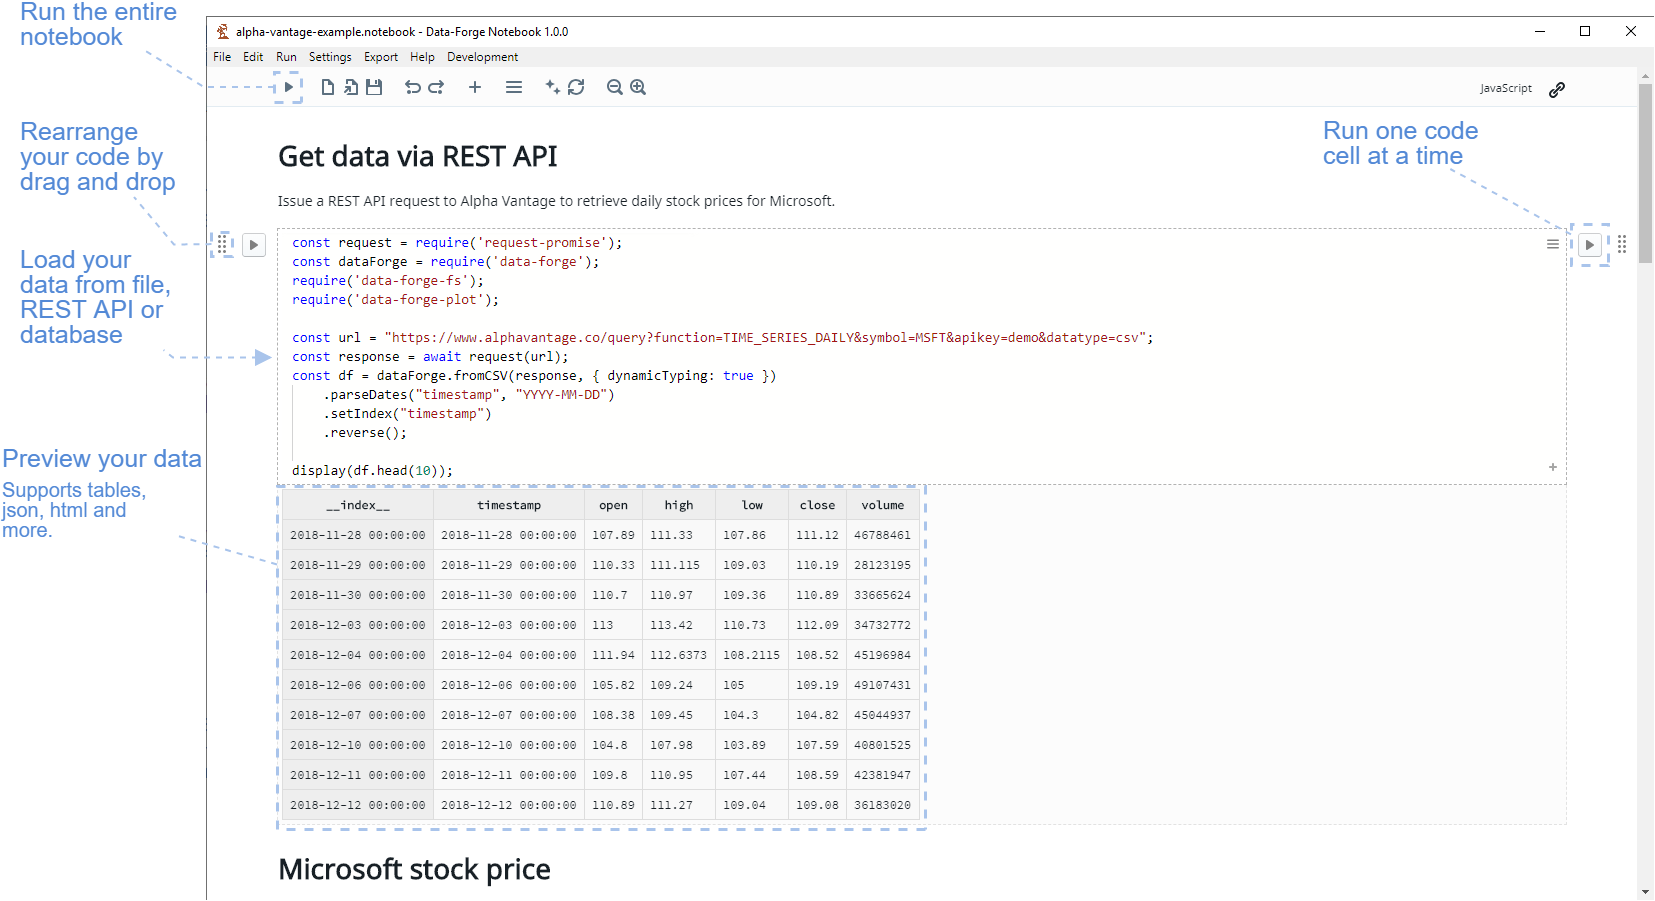 Run the entire
notebook
alpha-vantage-example.notebook - Data-Forge Notebook 1.0.0
File Edit Run Settings Export Help Development
JavaScript
Rearrange
your code by
drag and drop
Run one code
cell at a time
Get data via REST API
Issue a REST API request to Alpha Vantage to retrieve daily stock prices for Microsoft.
Load your
data from file,
REST API or
database
const request = require('request-promise');
const dataForge = require('data-forge');
require('data-forge-fs');
require('data-forge-plot');
const url = "https://www.alphavantage.co/query?function=TIME_SERIES_DAILY&symbol=MSFT&apikey=demo&datatype=csv";
const response = await request(url);
const df = dataForge.fromCSV(response, { dynamicTyping: true })
.parseDates("timestamp", "YYYY-MM-DD")
.setIndex("timestamp")
.reverse();
display(df.head(10));
Preview your data
Supports tables,
json, html and
more.
__index__ timestamp open high low close volume
2018-11-28 00:00:00 2018-11-28 00:00:00 107.89 111.33 107.86 111.12 46788461
2018-11-29 00:00:00 2018-11-29 00:00:00 110.33 111.115 109.03 110.19 28123195
2018-11-30 00:00:00 2018-11-30 00:00:00 110.7 110.97 109.36 110.89 33665624
2018-12-03 00:00:00 2018-12-03 00:00:00 113 113.42 110.73 112.09 34732772
2018-12-04 00:00:00 2018-12-04 00:00:00 111.94 112.6373 108.2115 108.52 45196984
2018-12-06 00:00:00 2018-12-06 00:00:00 105.82 109.24 105 109.19 49107431
2018-12-07 00:00:00 2018-12-07 00:00:00 108.38 109.45 104.3 104.82 45044937
2018-12-10 00:00:00 2018-12-10 00:00:00 104.8 107.98 103.89 107.59 40801525
2018-12-11 00:00:00 2018-12-11 00:00:00 109.8 110.95 107.44 108.59 42381947
2018-12-12 00:00:00 2018-12-12 00:00:00 110.89 111.27 109.04 109.08 36183020
Microsoft stock price